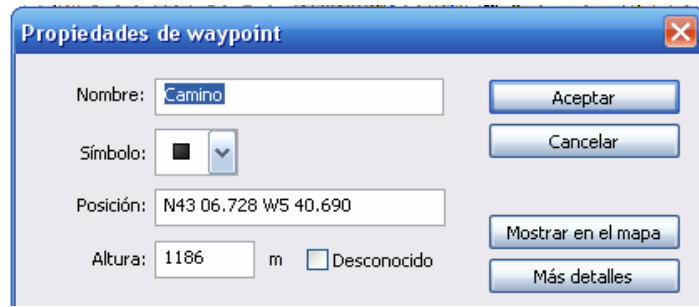 Propiedades de waypoint
Nombre: Camino
Aceptar
Símbolo:
Cancelar
Posición: N43 06.728 W5 40.690
Mostrar en el mapa
Altura: 1186 m Desconocido
Más detalles